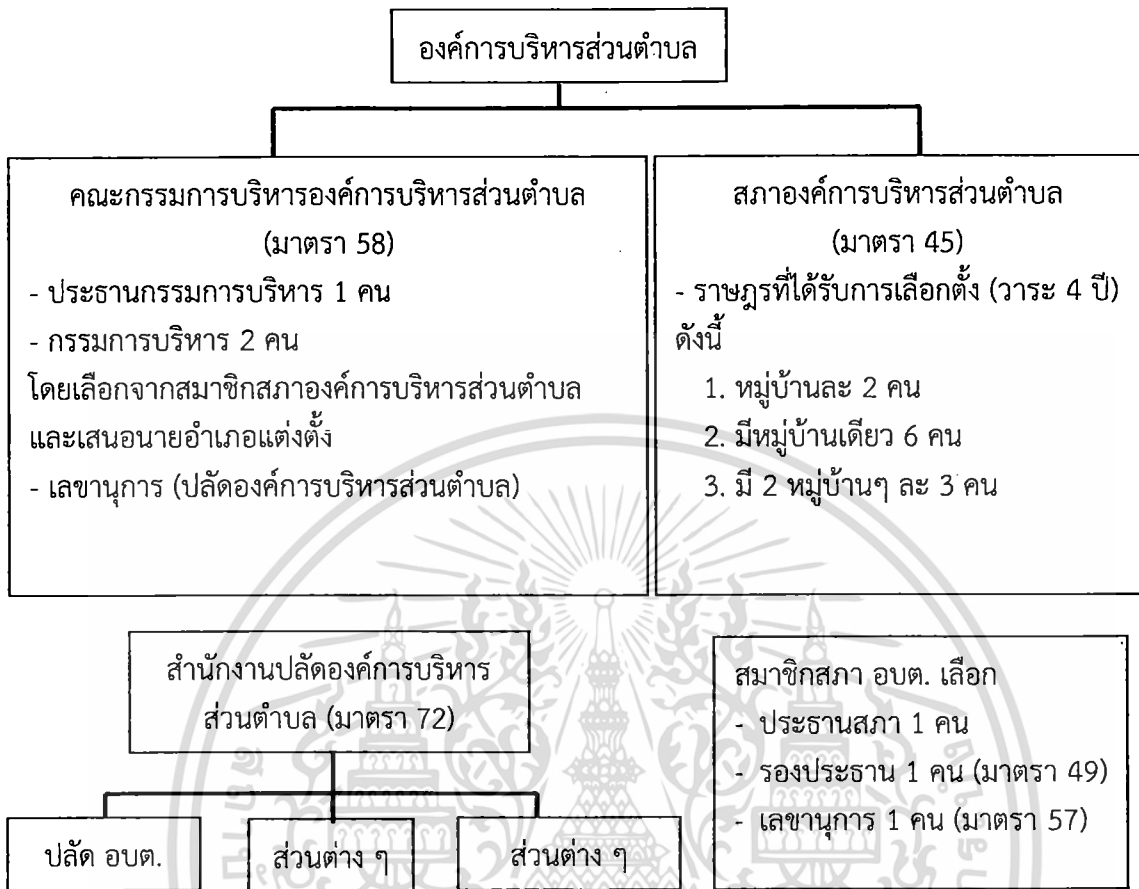 องค์การบริหารส่วนตำบล
คณะกรรมการบริหารองค์การบริหารส่วนตำบล
(มาตรา 58)
- ประธานกรรมการบริหาร 1 คน
- กรรมการบริหาร 2 คน
โดยเลือกจากสมาชิกสภาองค์การบริหารส่วนตำบล
และเสนอนายอำเภอแต่งตั้ง
- เลขานุการ (ปลัดองค์การบริหารส่วนตำบล)
สภาองค์การบริหารส่วนตำบล
(มาตรา 45)
- ราษฎรที่ได้รับการเลือกตั้ง (วาระ 4 ปี)
ดังนี้
1. หมู่บ้านละ 2 คน
2. มีหมู่บ้านเดียว 6 คน
3. มี 2 หมู่บ้านๆ ละ 3 คน
สำนักงานปลัดองค์การบริหาร
ส่วนตำบล (มาตรา 72)
ปลัด อบต.
ส่วนต่าง ๆ
ส่วนต่าง ๆ
สมาชิกสภา อบต. เลือก
- ประธานสภา 1 คน
- รองประธาน 1 คน (มาตรา 49)
- เลขานุการ 1 คน (มาตรา 57)